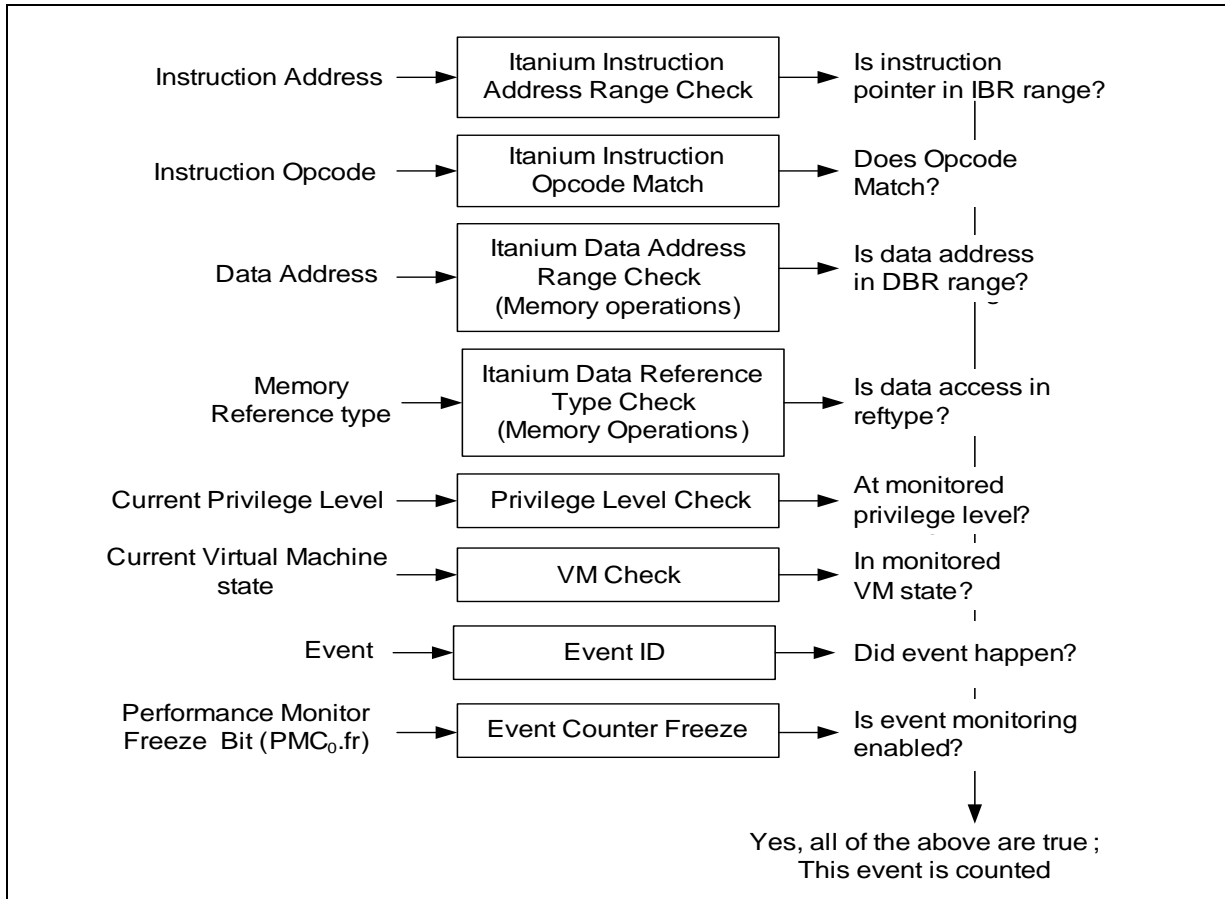 Instruction Address
Itanium Instruction
Address Range Check
Is instruction
pointer in IBR range?
Instruction Opcode
Itanium Instruction
Opcode Match
Does Opcode
Match?
Data Address
Itanium Data Address
Range Check
(Memory operations)
Is data address
in DBR range?
Memory
Reference type
Itanium Data Reference
Type Check
(Memory Operations)
Is data access in
reftype?
Current Privilege Level
Privilege Level Check
At monitored
privilege level?
Current Virtual Machine
state
VM Check
In monitored
VM state?
Event
Event ID
Did event happen?
Performance Monitor
Freeze Bit (PMC₀.fr)
Event Counter Freeze
Is event monitoring
enabled?
Yes, all of the above are true ;
This event is counted